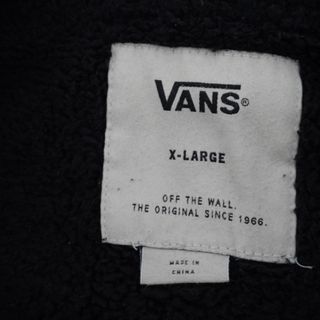 VANS®
X-LARGE
OFF THE WALL.
THE ORIGINAL SINCE 1966.
MADE IN
CHINA